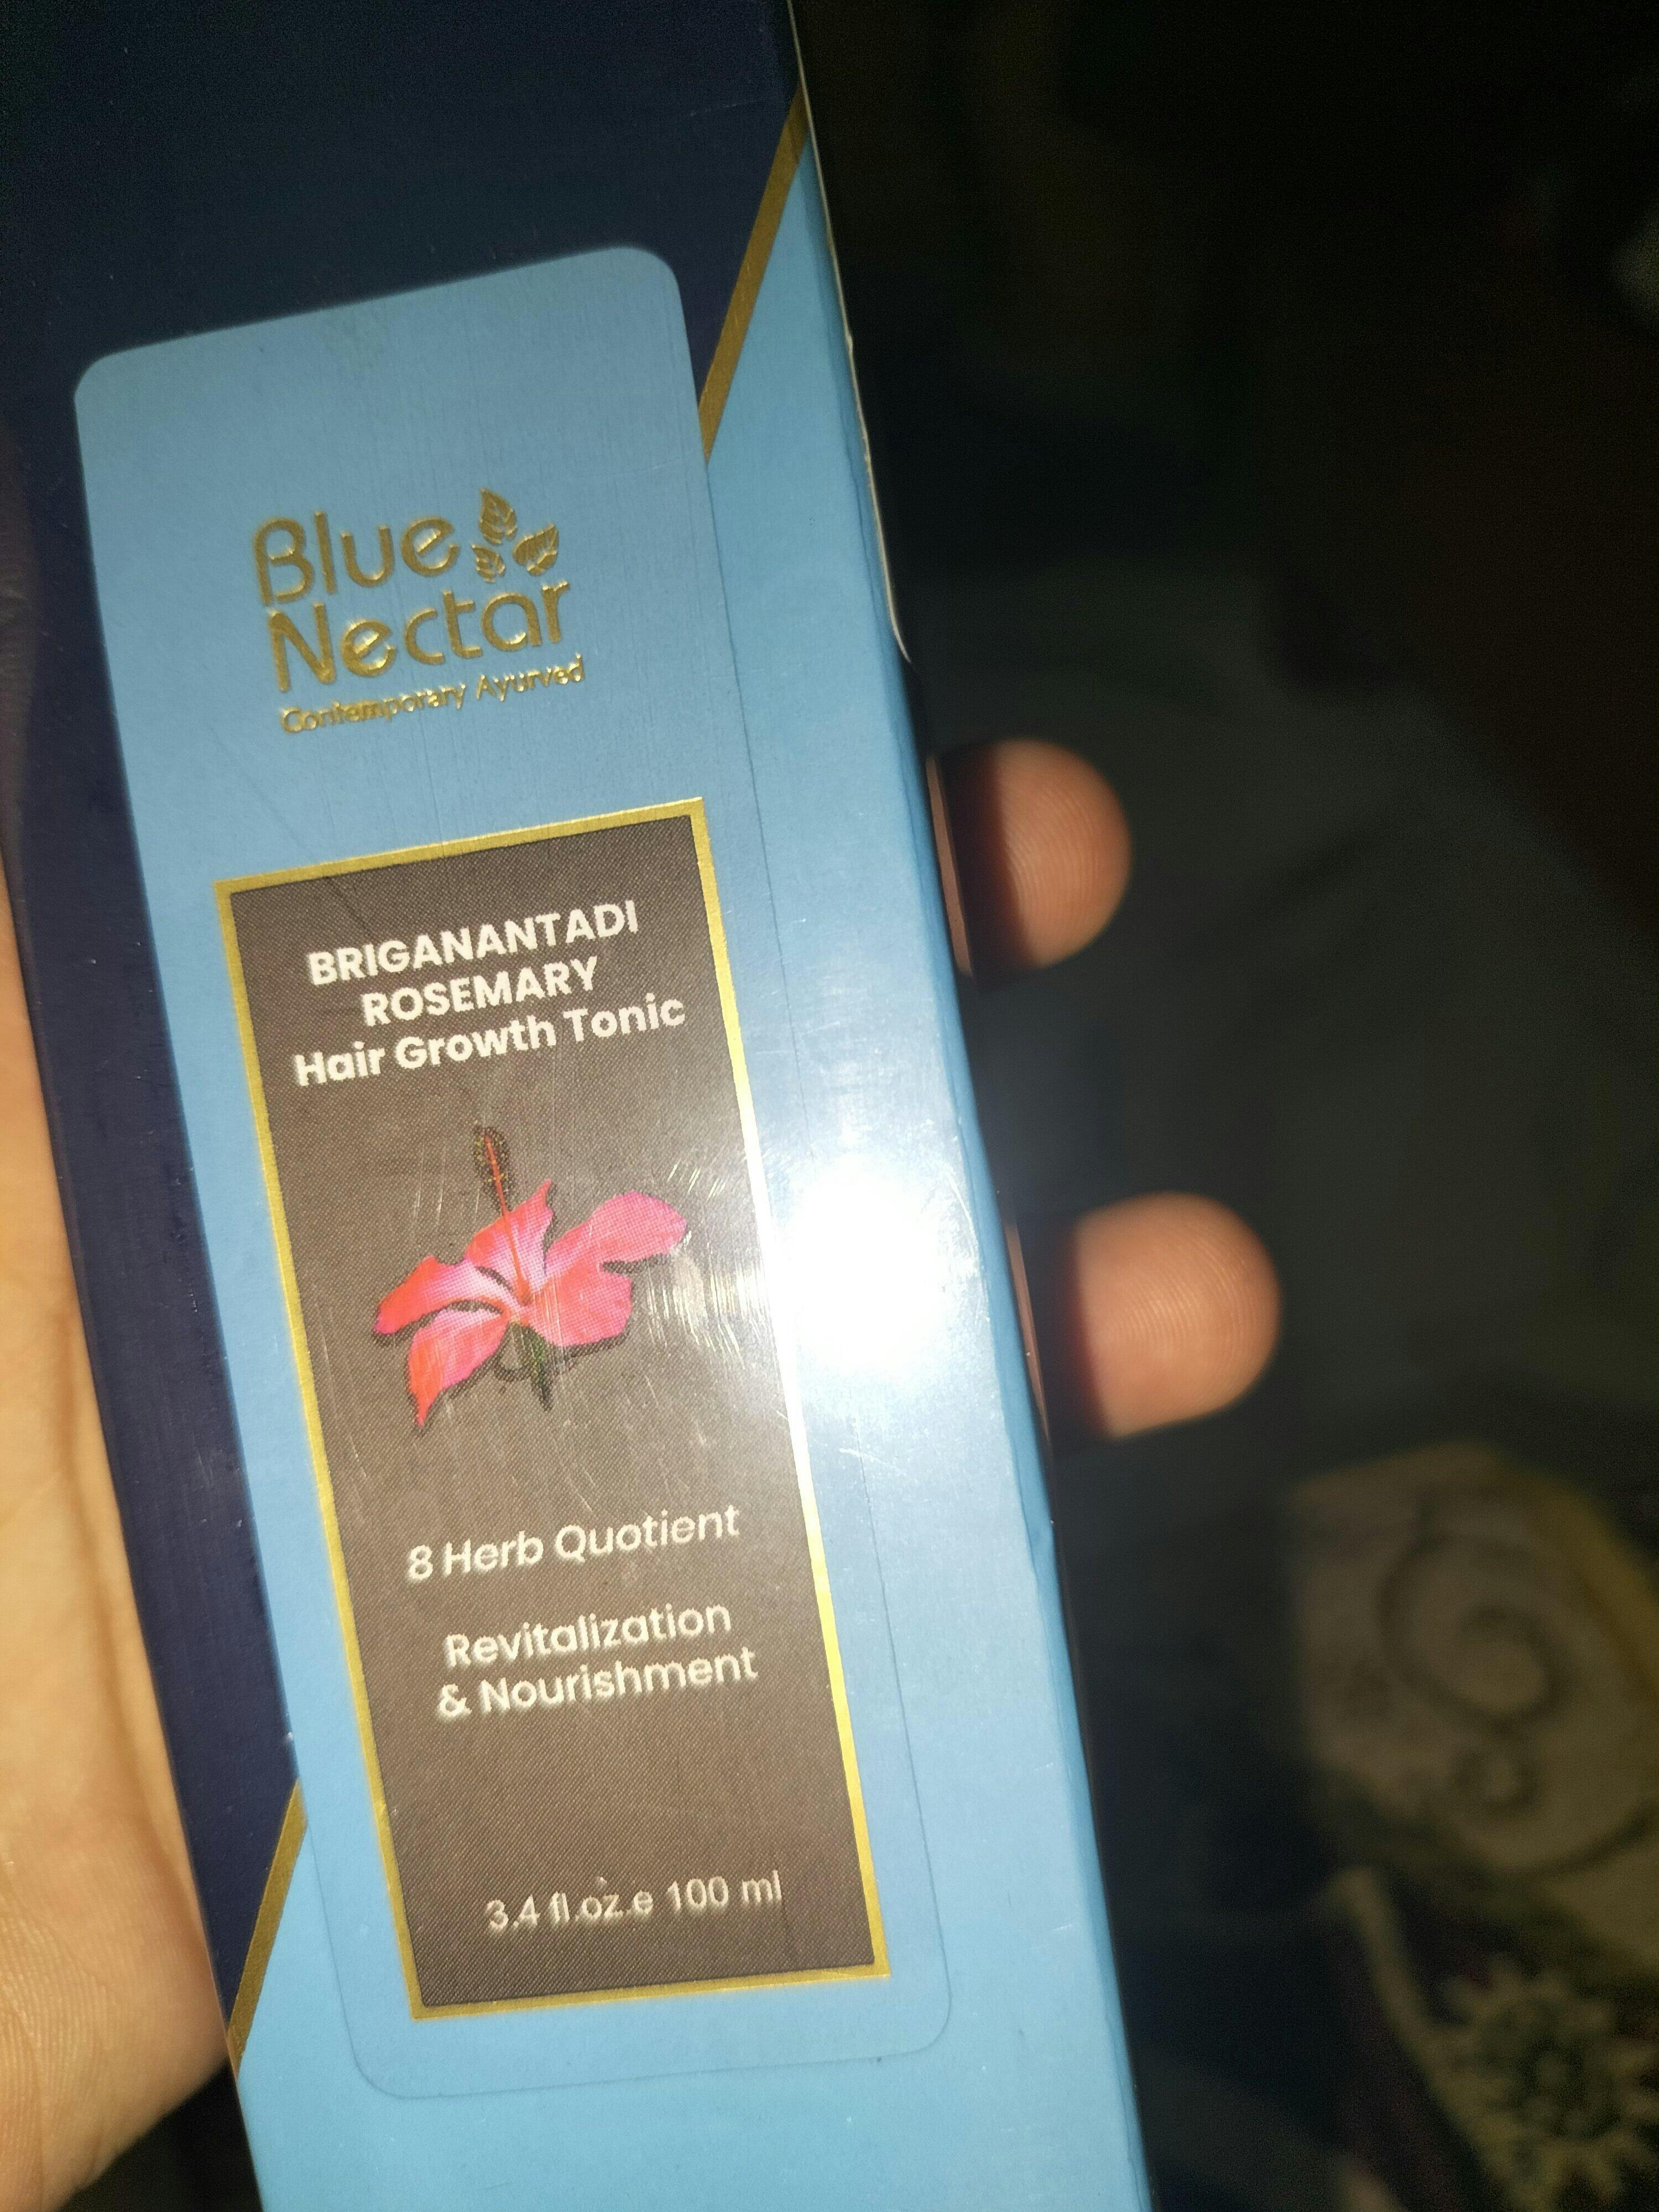 Blue
Nectar
Contemporary Ayurved
BRIGANANTADI
ROSEMARY
Hair Growth Tonic
8 Herb Quotient
Revitalization
& Nourishment
3.4 fl.oz.e 100 ml